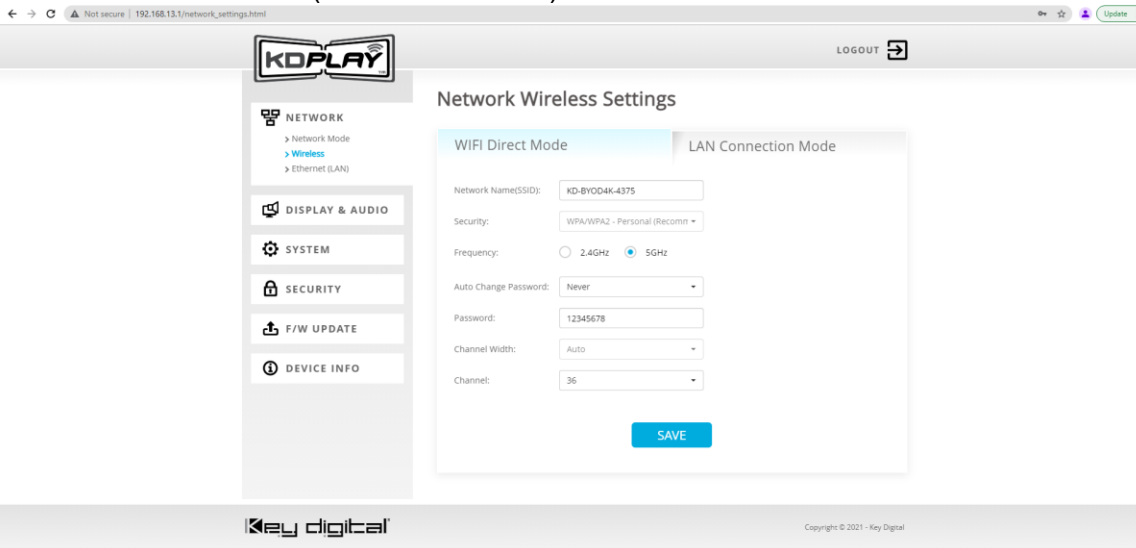 Not secure | 192.168.13.1/network_settings.html
Update
KDPLAY
LOGOUT
NETWORK
> Network Mode
> Wireless
> Ethernet (LAN)
DISPLAY & AUDIO
SYSTEM
SECURITY
F/W UPDATE
DEVICE INFO
Network Wireless Settings
WIFI Direct Mode LAN Connection Mode
Network Name(SSID): KD-BYOD4K-4375
Security: WPA/WPA2 - Personal (Recomm
Frequency: 2.4GHz 5GHz
Auto Change Password: Never
Password: 12345678
Channel Width: Auto
Channel: 36
SAVE
Key digital
Copyright © 2021 - Key Digital